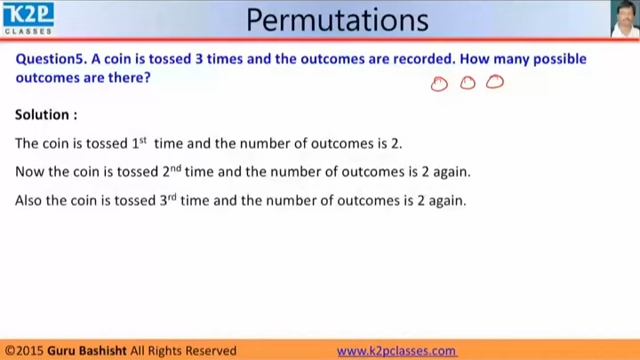 K2P
CLASSES
Permutations
Question5. A coin is tossed 3 times and the outcomes are recorded. How many possible
outcomes are there?
Solution :
The coin is tossed 1st time and the number of outcomes is 2.
Now the coin is tossed 2nd time and the number of outcomes is 2 again.
Also the coin is tossed 3rd time and the number of outcomes is 2 again.
©2015 Guru Bashisht All Rights Reserved
www.k2pclasses.com